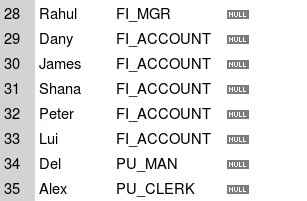 28 Rahul FI_MGR NULL
29 Dany FI_ACCOUNT NULL
30 James FI_ACCOUNT NULL
31 Shana FI_ACCOUNT NULL
32 Peter FI_ACCOUNT NULL
33 Lui FI_ACCOUNT NULL
34 Del PU_MAN NULL
35 Alex PU_CLERK NULL